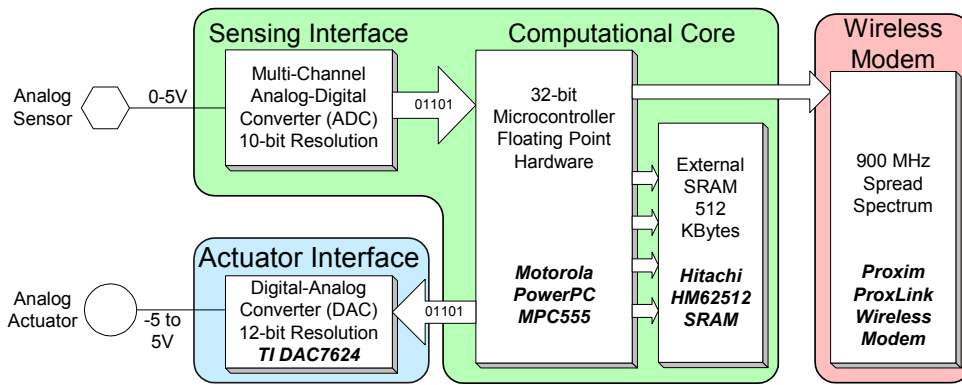 Sensing Interface
Computational Core
Wireless
Modem
Analog
Sensor
0-5V
Multi-Channel
Analog-Digital
Converter (ADC)
10-bit Resolution
01101
32-bit
Microcontroller
Floating Point
Hardware
Motorola
PowerPC
MPC555
External
SRAM
512
KBytes
Hitachi
HM62512
SRAM
900 MHz
Spread
Spectrum
Proxim
ProxLink
Wireless
Modem
Actuator Interface
Analog
Actuator
-5 to
5V
Digital-Analog
Converter (DAC)
12-bit Resolution
TI DAC7624
01101